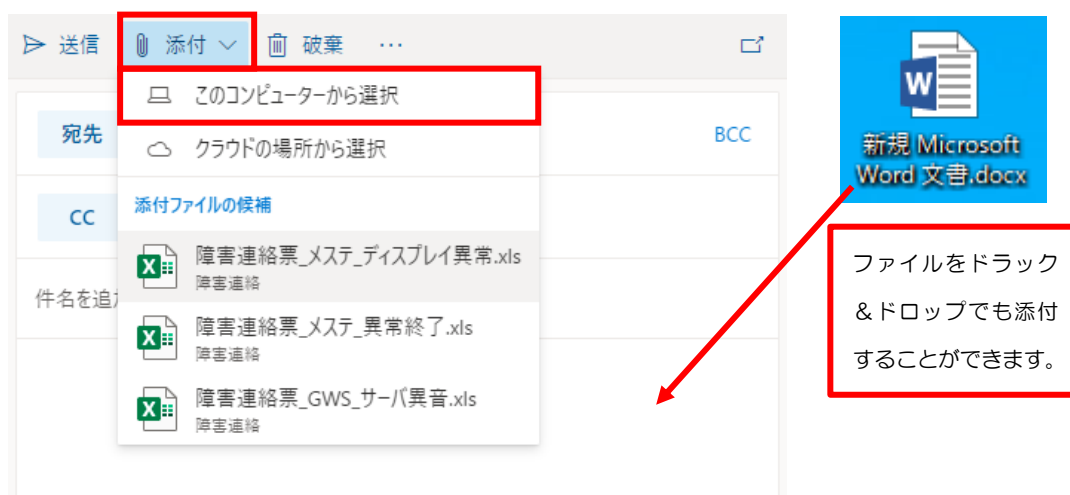 送信 添付 破棄 …
このコンピューターから選択
宛先 BCC
クラウドの場所から選択
CC
添付ファイルの候補
障害連絡票_メステ_ディスプレイ異常.xls
障害連絡
件名を追
障害連絡票_メステ_異常終了.xls
障害連絡
障害連絡票_GWS_サーバ異音.xls
障害連絡
W
新規 Microsoft
Word 文書.docx
ファイルをドラック
&ドロップでも添付
することができます。